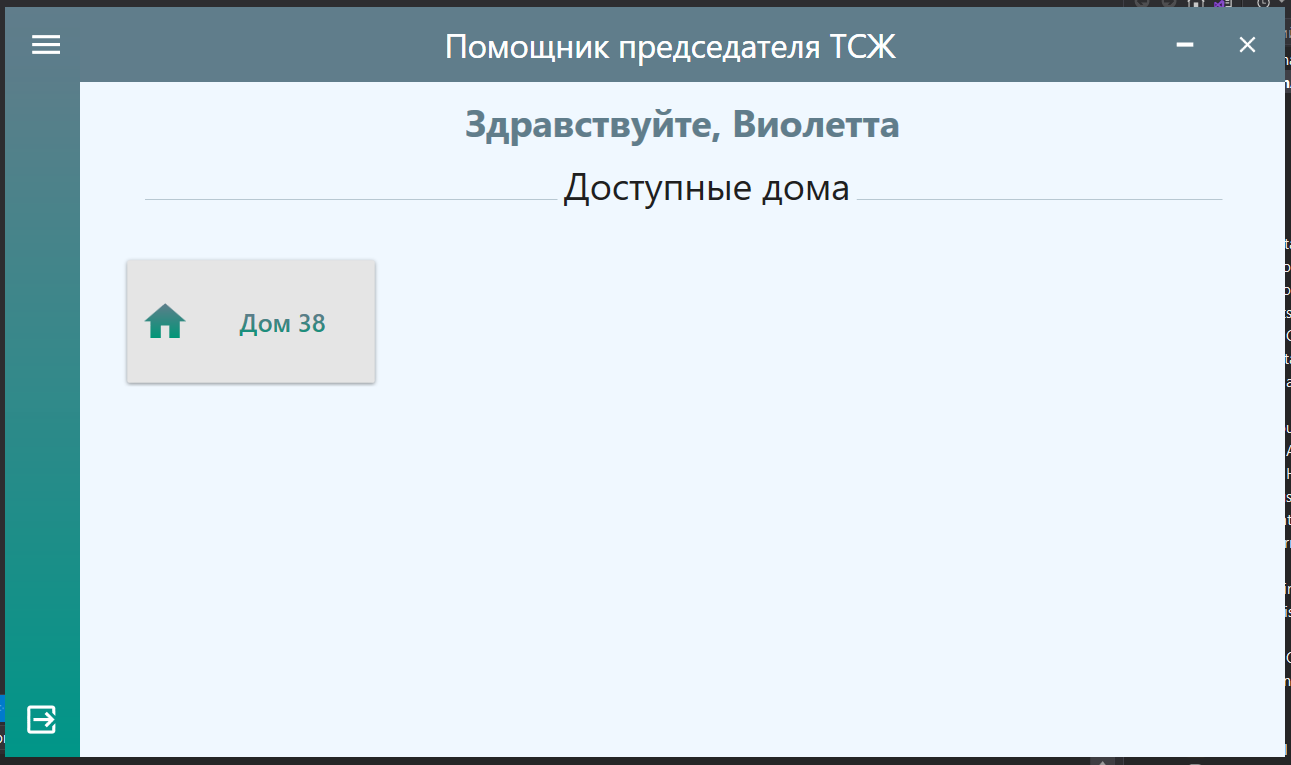 Помощник председателя ТСЖ
Здравствуйте, Виолетта
Доступные дома
Дом 38